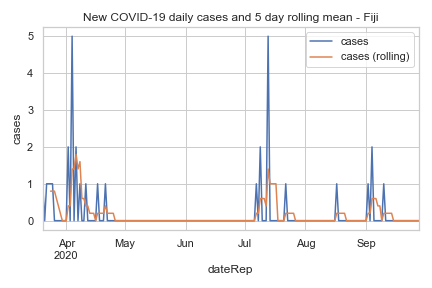 New COVID-19 daily cases and 5 day rolling mean - Fiji
cases
cases (rolling)
5
4
3
2
1
0
cases
Apr
2020
May
Jun
Jul
Aug
Sep
dateRep